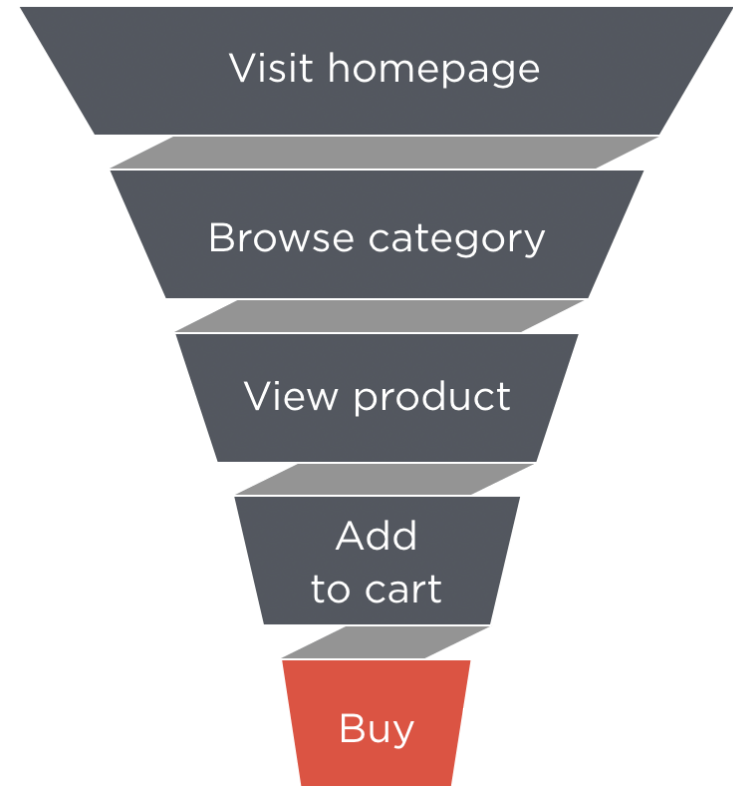 Visit homepage
Browse category
View product
Add
to cart
Buy